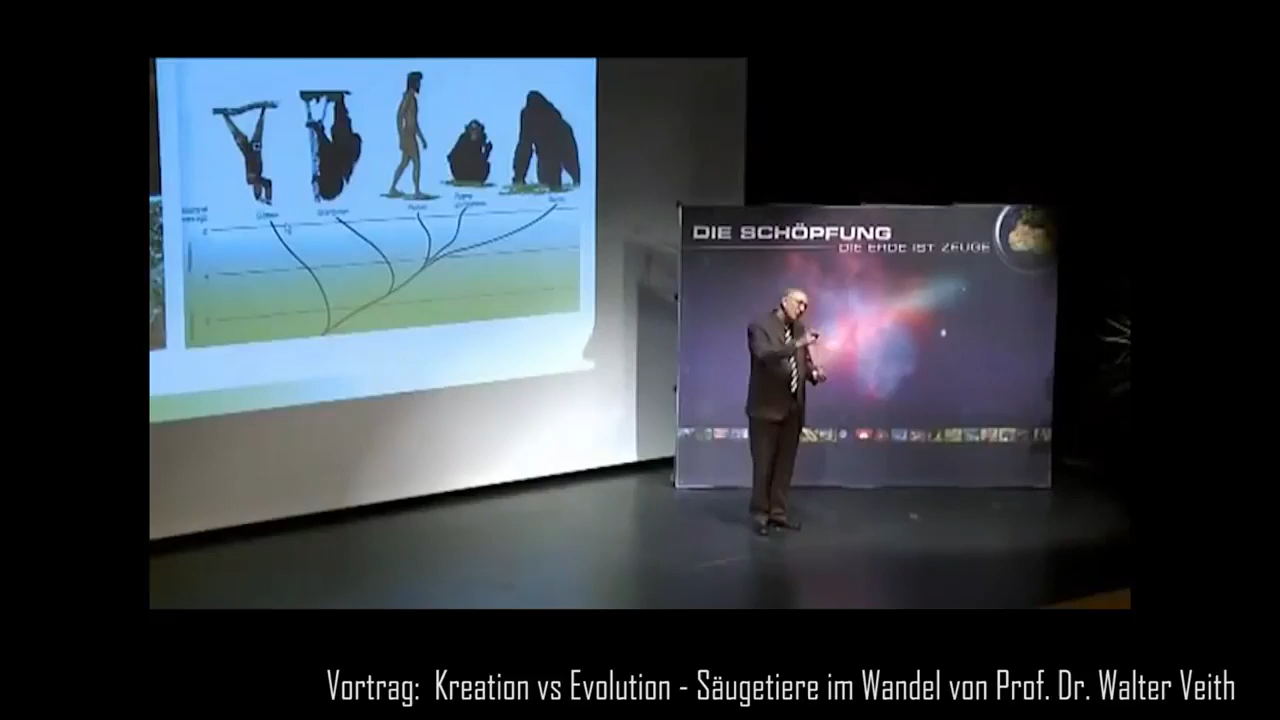 DIE SCHÖPFUNG
DIE ERDE IST ZEUGE
Vortrag: Kreation vs Evolution - Säugetiere im Wandel von Prof. Dr. Walter Veith